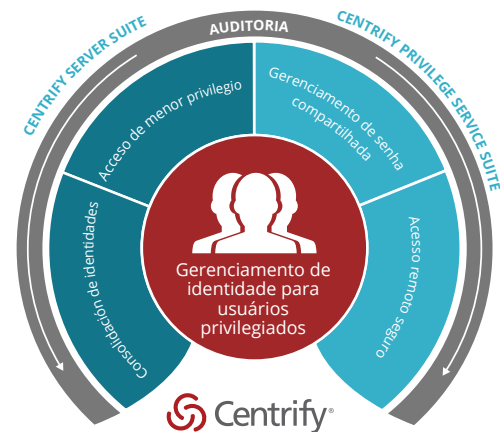 CENTRIFY SERVER SUITE
AUDITORIA
CENTRIFY PRIVILEGE SERVICE SUITE
Acceso de menor privilegio
Gerenciamento de senha
compartilhada
Consolidación de identidades
Acesso remoto seguro
Gerenciamento de
identidade para
usuários
privilegiados
Centrify®